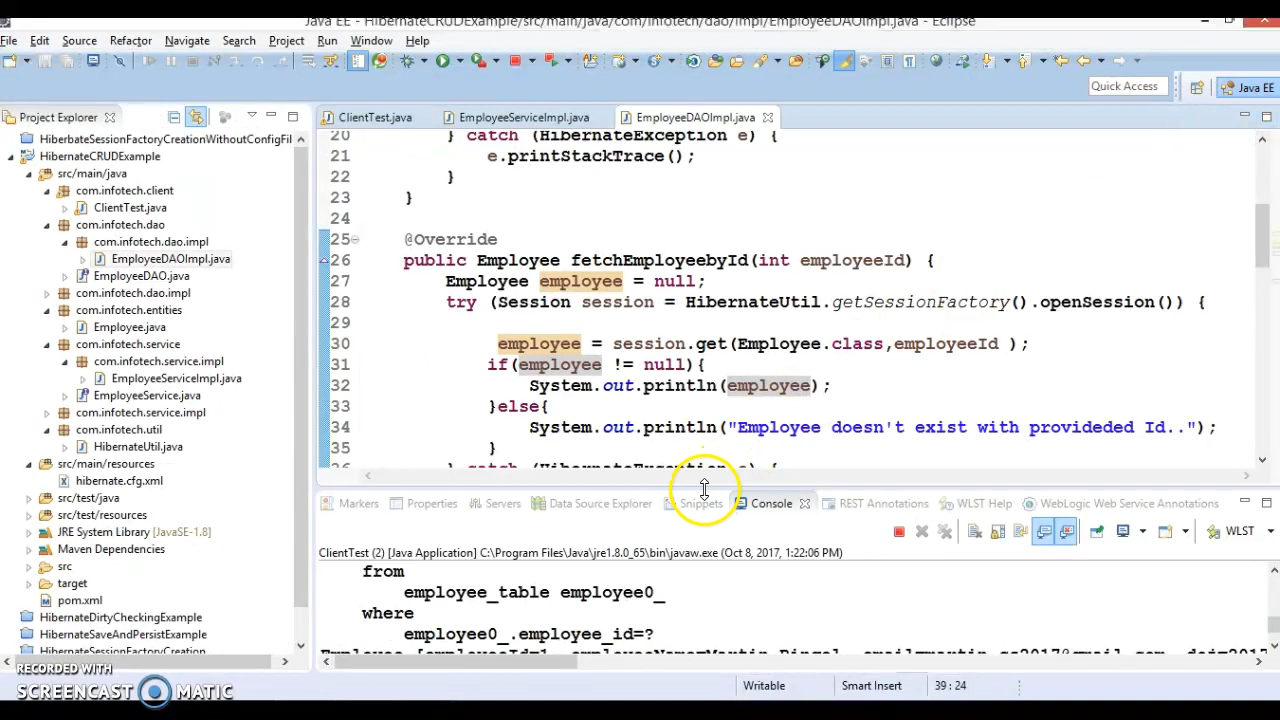 Java EE - HibernateCRUDExample/src/main/java/com/infotech/dao/impl/EmployeeDAOImpl.java - Eclipse
File Edit Source Refactor Navigate Search Project Run Window Help
Quick Access
Java EE
Project Explorer
HiberbateSessionFactoryCreationWithoutConfigFil
HibernateCRUDExample
src/main/java
com.infotech.client
ClientTest.java
com.infotech.dao
com.infotech.dao.impl
EmployeeDAOImpl.java
EmployeeDAO.java
com.infotech.dao.impl
com.infotech.entities
Employee.java
com.infotech.service
com.infotech.service.impl
EmployeeServiceImpl.java
EmployeeService.java
com.infotech.service.impl
com.infotech.util
HibernateUtil.java
src/main/resources
hibernate.cfg.xml
src/test/java
src/test/resources
JRE System Library [JavaSE-1.8]
Maven Dependencies
src
target
pom.xml
HibernateDirtyCheckingExample
HibernateSaveAndPersistExample
HibernateSessionFactoryCreation
ClientTest.java EmployeeServiceImpl.java EmployeeDAOImpl.java
20 } catch (HibernateException e) {
21 e.printStackTrace();
22 }
23 }
24
25 @Override
26 public Employee fetchEmployeebyId(int employeeId) {
27 Employee employee = null;
28 try (Session session = HibernateUtil.getSessionFactory().openSession()) {
29
30 employee = session.get(Employee.class,employeeId );
31 if(employee != null){
32 System.out.println(employee);
33 }else{
34 System.out.println("Employee doesn't exist with provideded Id..");
35 }
36 } catch (HibernateException e) {
Markers Properties Servers Data Source Explorer Snippets Console REST Annotations WLST Help WebLogic Web Services Annotations
WLST
ClientTest (2) [Java Application] C:\Program Files\Java\jre1.8.0_65\bin\javaw.exe (Oct 8, 2017, 1:22:06 PM)
from
employee_table employee0_
where
employee0_.employee_id=?
Writable Smart Insert 39 : 24
RECORDED WITH
SCREENCAST MATIC